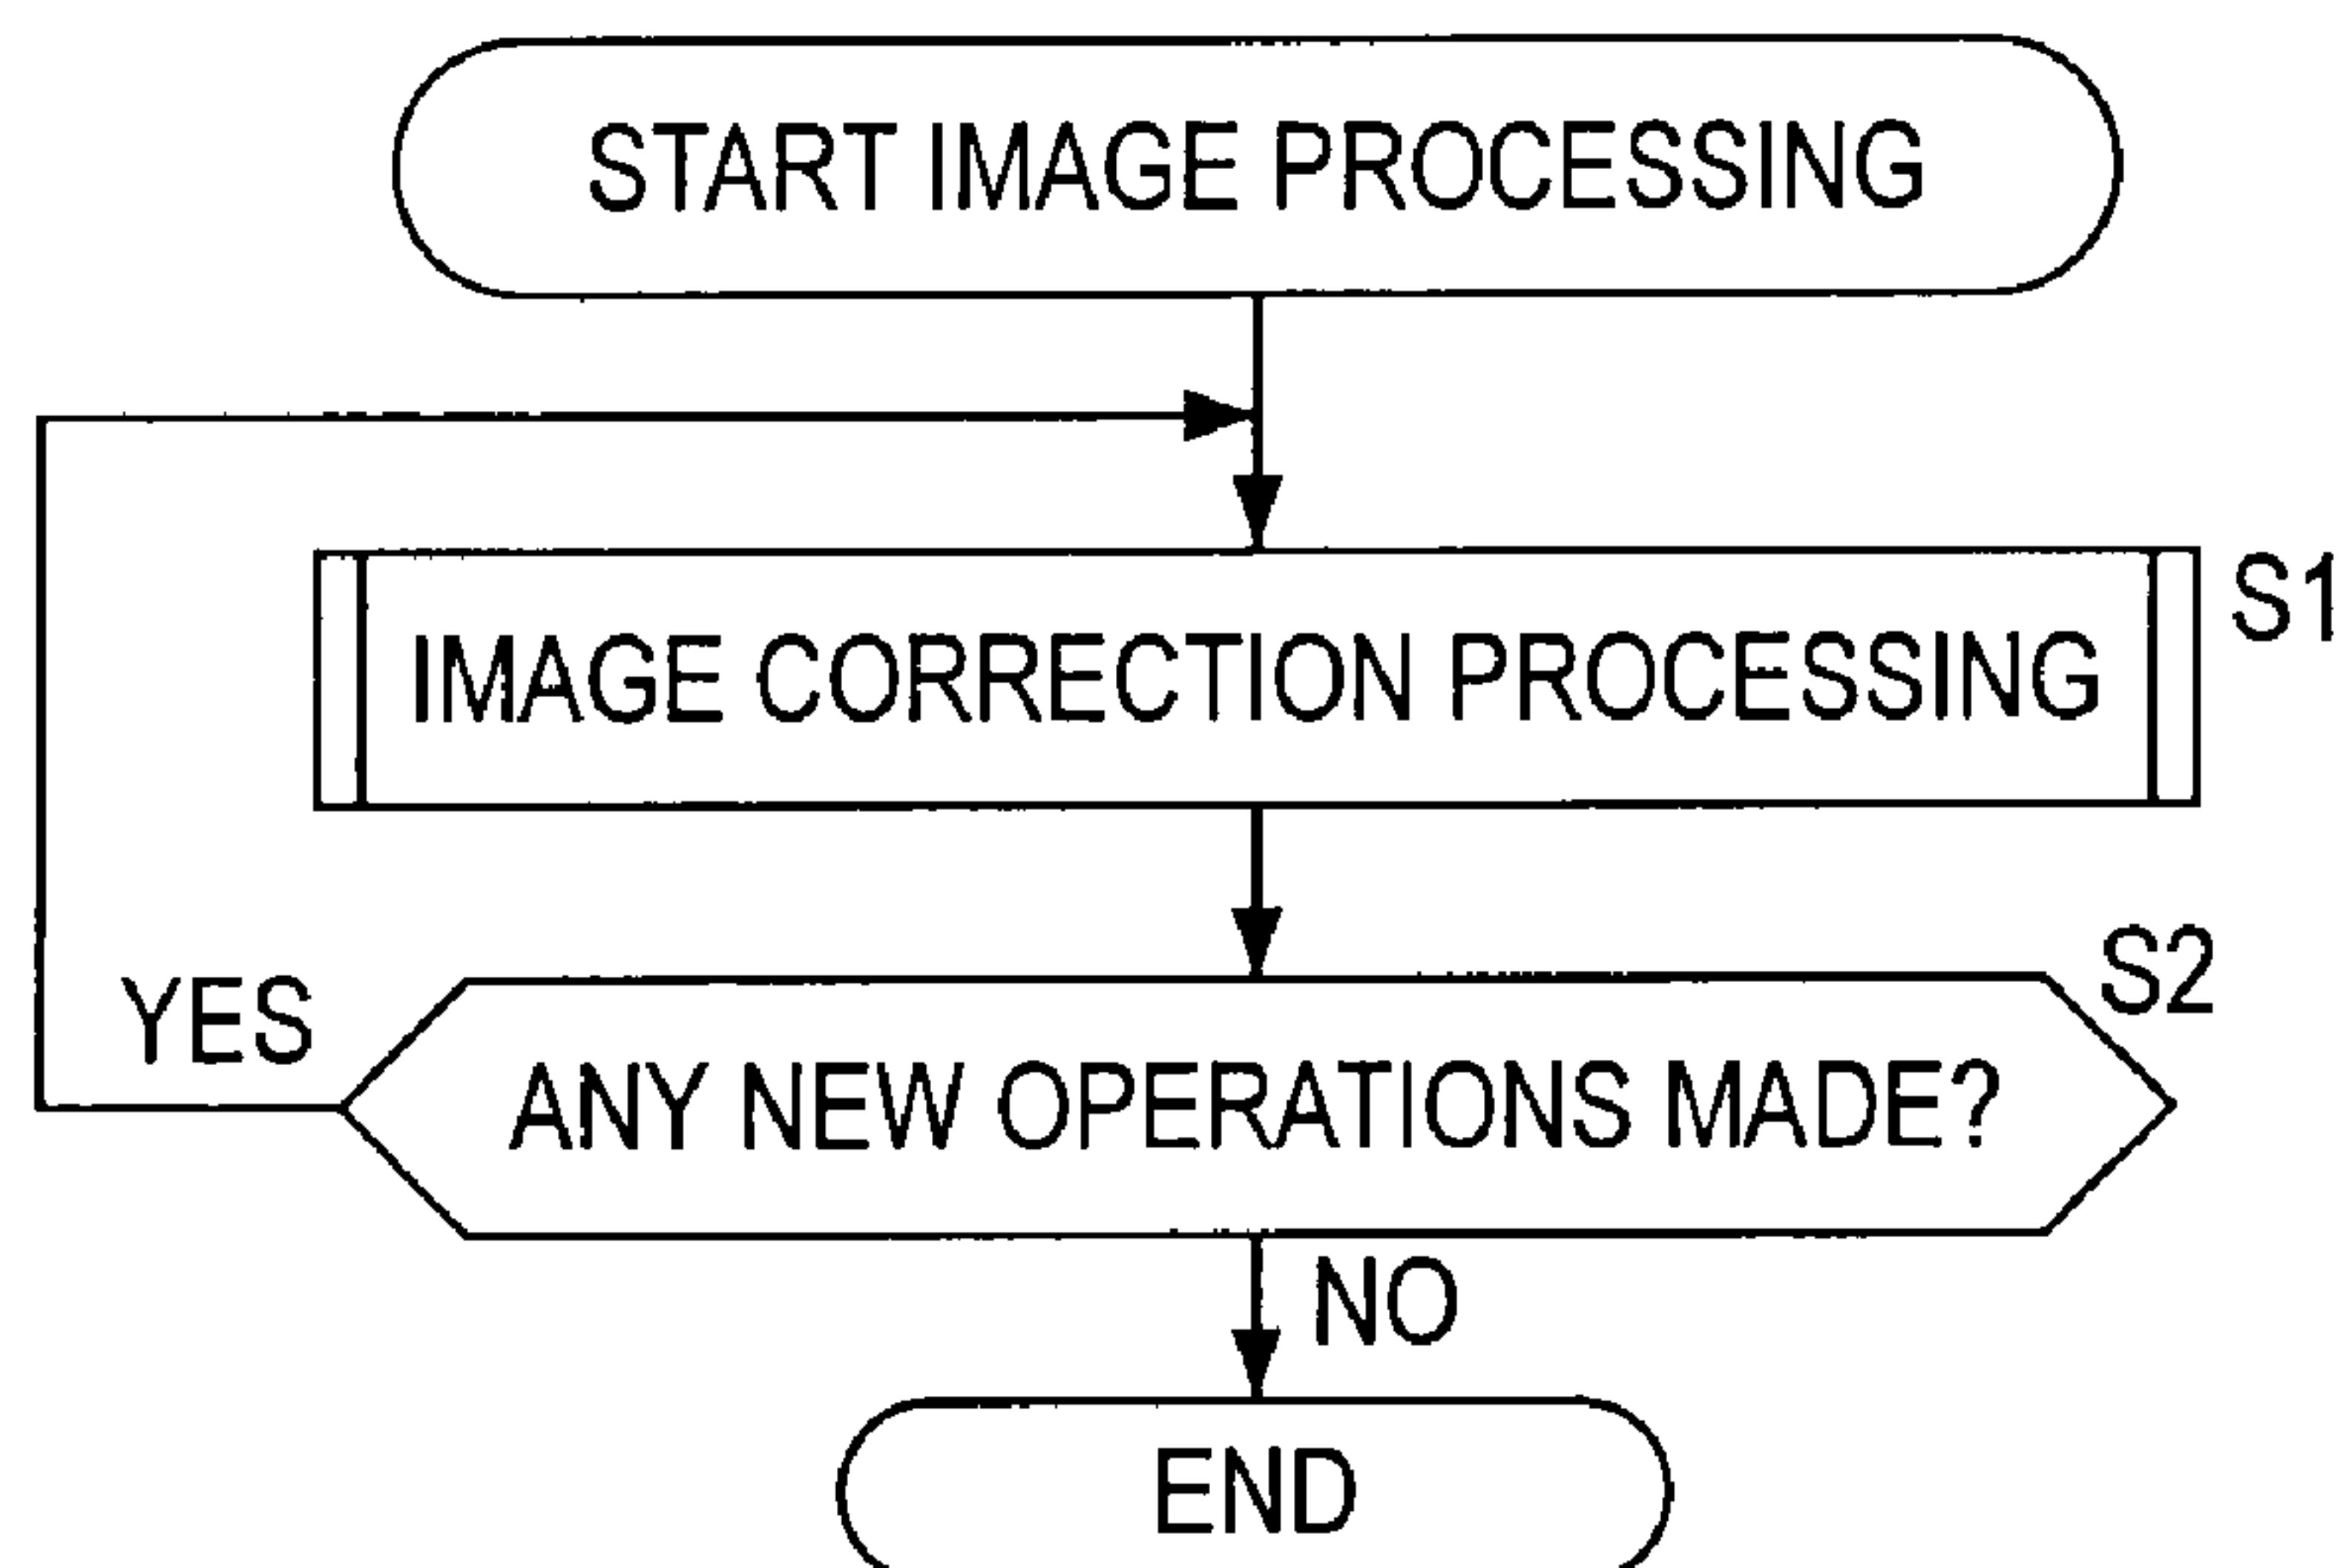 START IMAGE PROCESSING
IMAGE CORRECTION PROCESSING
S1
S2
YES
ANY NEW OPERATIONS MADE?
NO
END